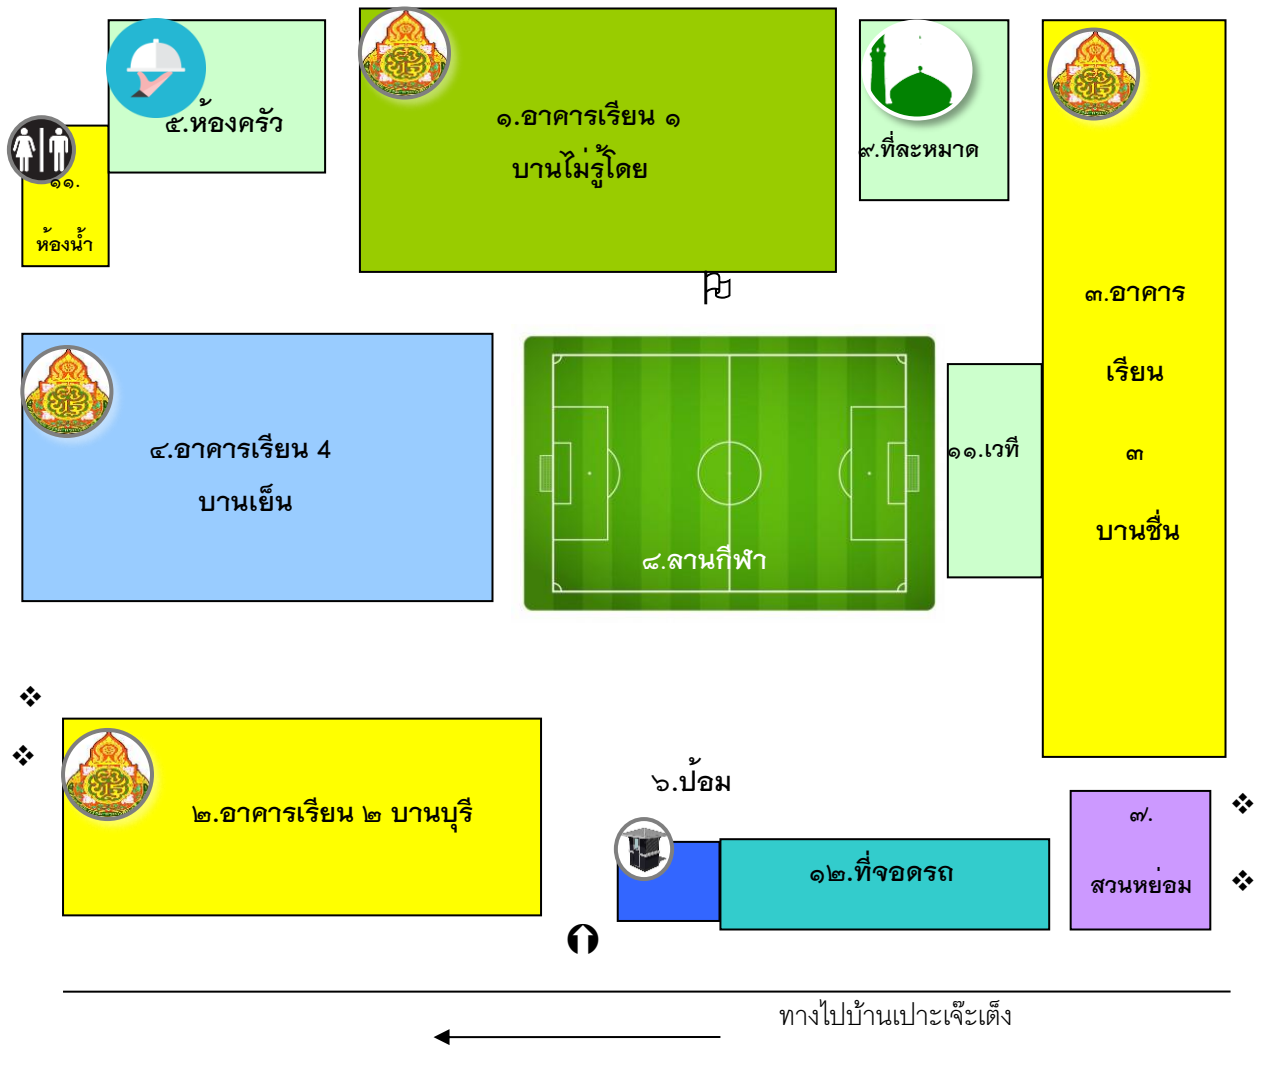 ๕.ห้องครัว
๑.อาคารเรียน ๑
บานไม่รู้โดย
๙.ที่ละหมาด
๑๑.
ห้องน้ำ
๓.อาคาร
เรียน
๓
บานชื่น
๔.อาคารเรียน 4
บานเย็น
๑๑.เวที
๘.ลานกีฬา
๒.อาคารเรียน ๒ บานบุรี
๖.ป้อม
๑๒.ที่จอดรถ
๗.
สวนหย่อม
ทางไปบ้านเปาะเจ๊ะเต็ง